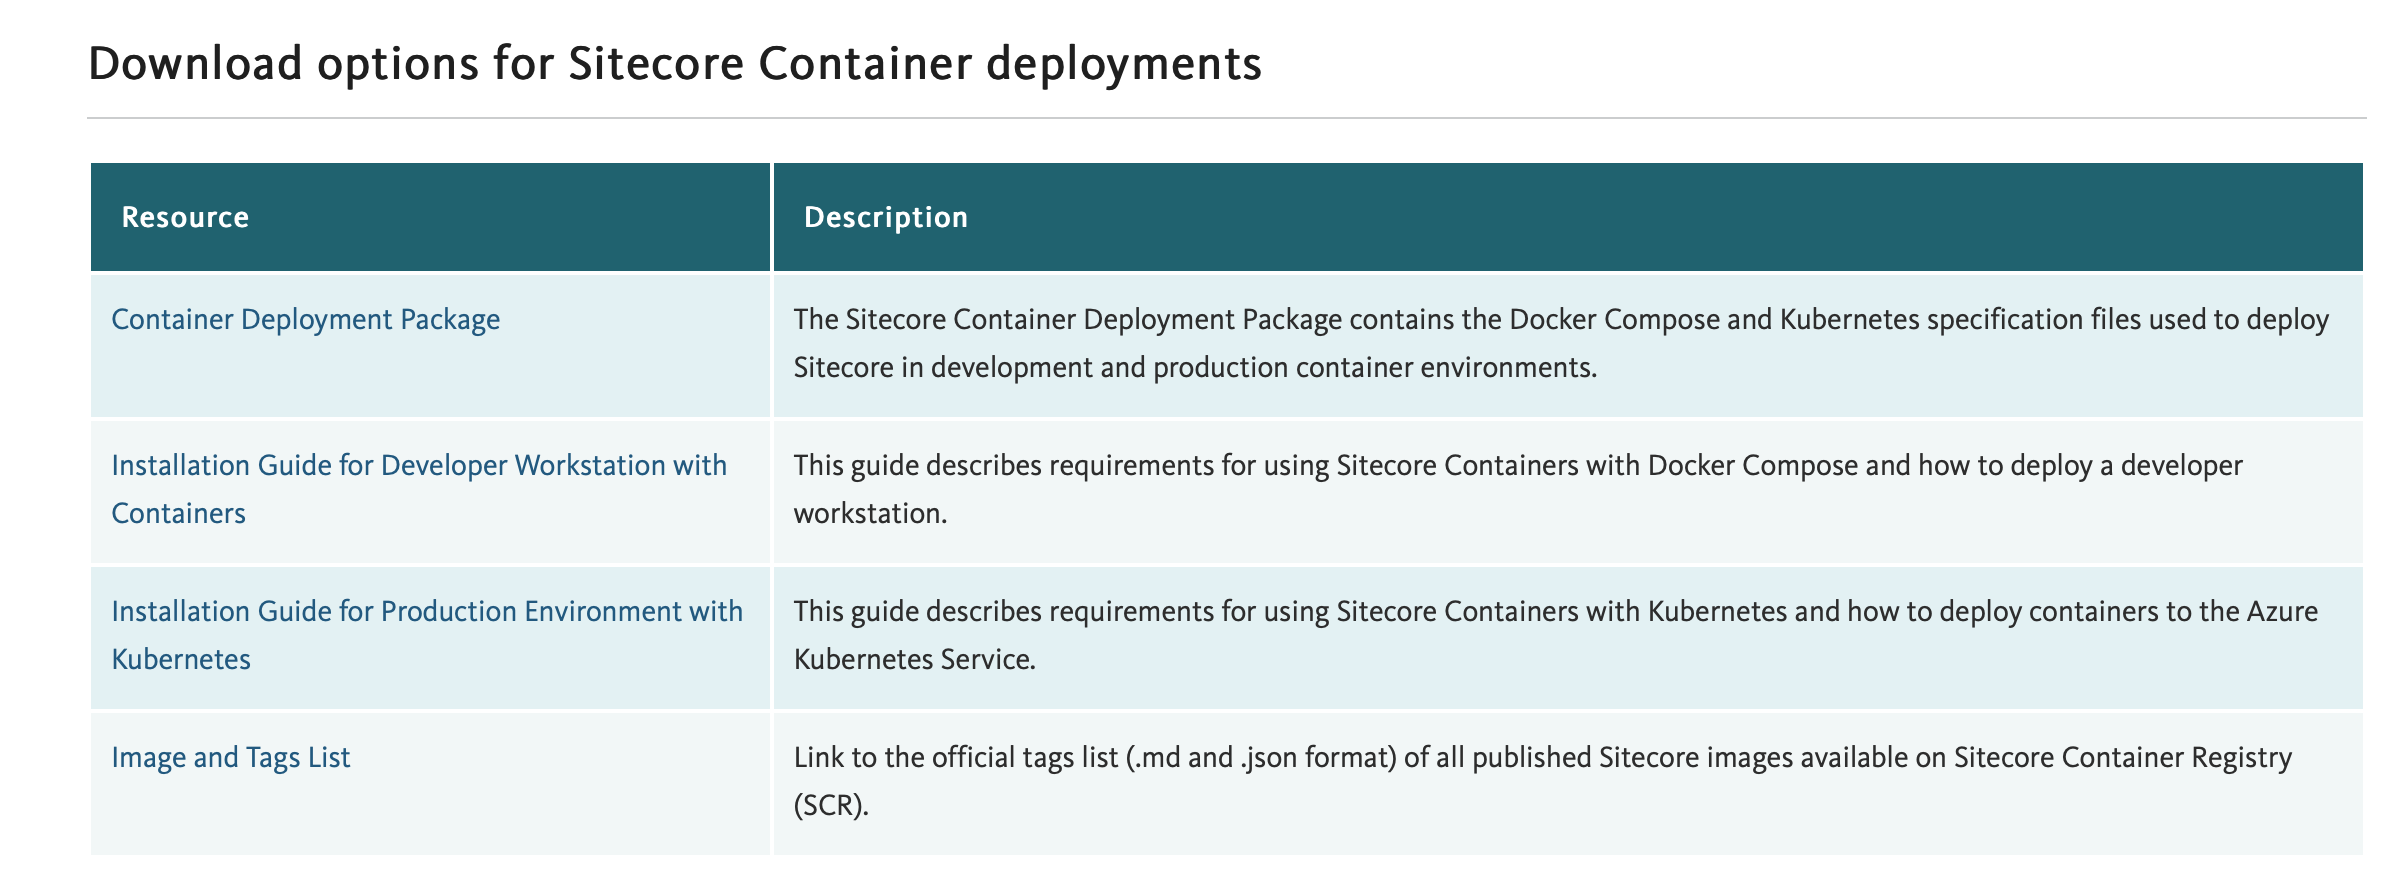 Download options for Sitecore Container deployments
Resource
Description
Container Deployment Package
The Sitecore Container Deployment Package contains the Docker Compose and Kubernetes specification files used to deploy
Sitecore in development and production container environments.
Installation Guide for Developer Workstation with
Containers
This guide describes requirements for using Sitecore Containers with Docker Compose and how to deploy a developer
workstation.
Installation Guide for Production Environment with
Kubernetes
This guide describes requirements for using Sitecore Containers with Kubernetes and how to deploy containers to the Azure
Kubernetes Service.
Image and Tags List
Link to the official tags list (.md and .json format) of all published Sitecore images available on Sitecore Container Registry
(SCR).